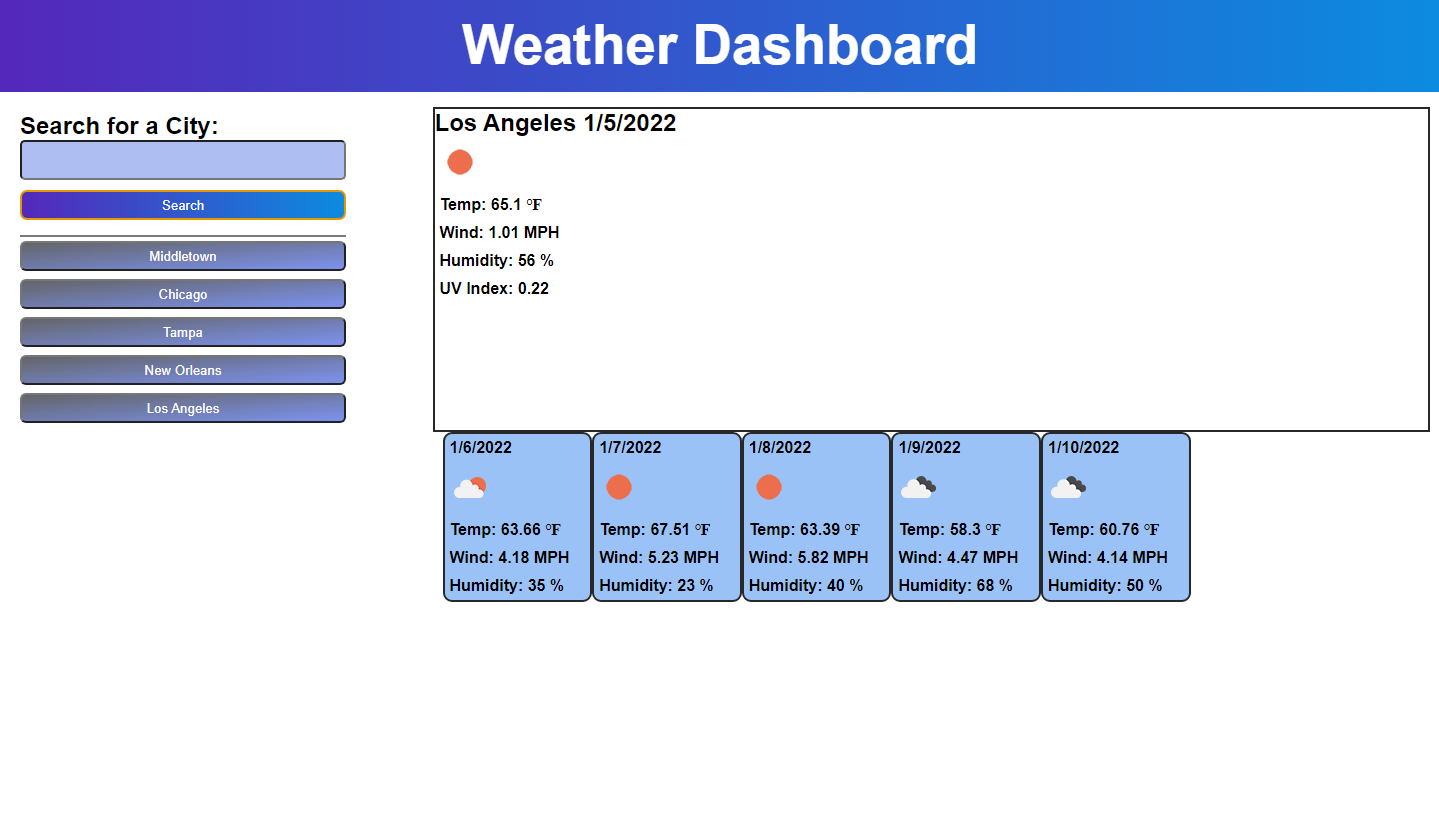 Weather Dashboard
Search for a City:
Search
Middletown
Chicago
Tampa
New Orleans
Los Angeles
Los Angeles 1/5/2022
Temp: 65.1 °F
Wind: 1.01 MPH
Humidity: 56 %
UV Index: 0.22
1/6/2022
Temp: 63.66 °F
Wind: 4.18 MPH
Humidity: 35 %
1/7/2022
Temp: 67.51 °F
Wind: 5.23 MPH
Humidity: 23 %
1/8/2022
Temp: 63.39 °F
Wind: 5.82 MPH
Humidity: 40 %
1/9/2022
Temp: 58.3 °F
Wind: 4.47 MPH
Humidity: 68 %
1/10/2022
Temp: 60.76 °F
Wind: 4.14 MPH
Humidity: 50 %